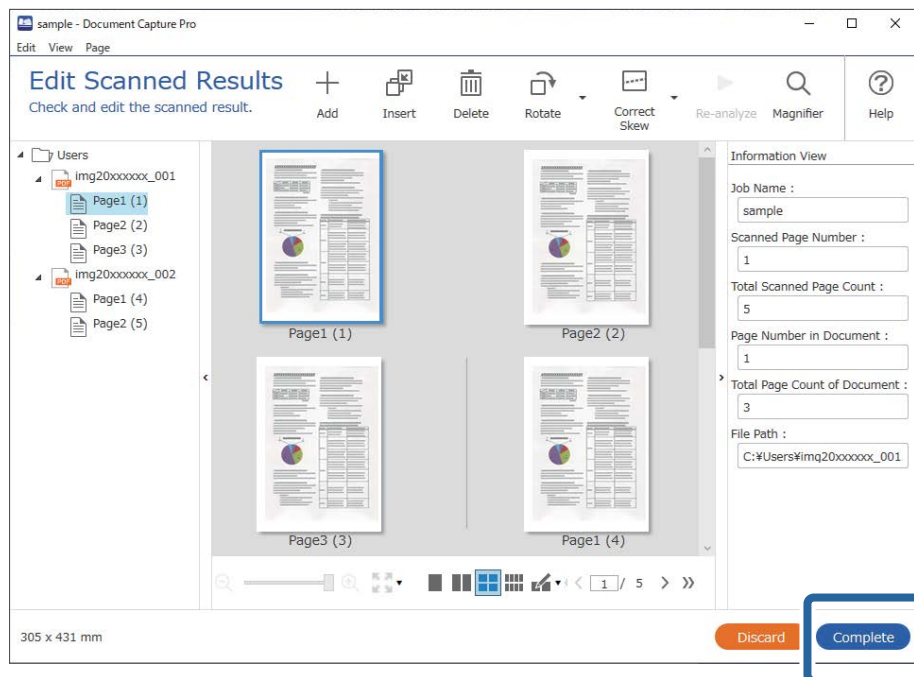 sample - Document Capture Pro
Edit View Page
Edit Scanned Results
Check and edit the scanned result.
Add
Insert
Delete
Rotate
Correct
Skew
Re-analyze
Magnifier
Help
Users
img20xxxxxx_001
Page1 (1)
Page2 (2)
Page3 (3)
img20xxxxxx_002
Page1 (4)
Page2 (5)
Page1 (1)
Page2 (2)
Page3 (3)
Page1 (4)
Information View
Job Name :
sample
Scanned Page Number :
1
Total Scanned Page Count :
5
Page Number in Document :
1
Total Page Count of Document :
3
File Path :
C:¥Users¥img20xxxxxx_001
1 / 5
305 x 431 mm
Discard
Complete